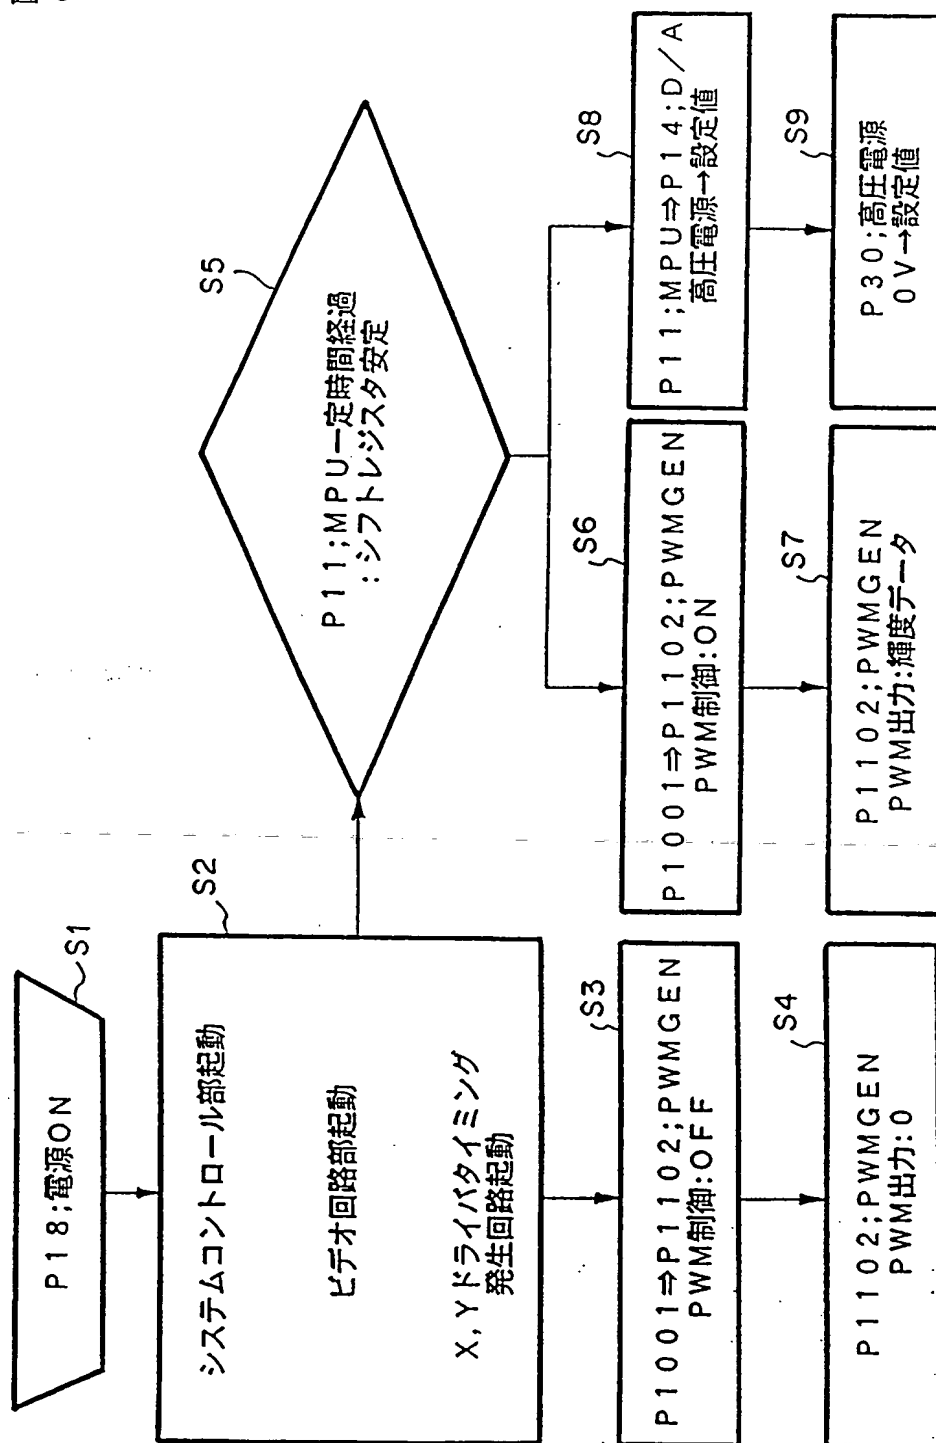 図
P18;電源ON
S1
S2
システムコントロール部起動
ビデオ回路部起動
X,Yドライバタイミング
発生回路起動
S3
P1001⇒P1102;PWMGEN
PWM制御:OFF
S4
P1102;PWMGEN
PWM出力:0
S5
P11;MPU一定時間経過
:シフトレジスタ安定
S6
P1001⇒P1102;PWMGEN
PWM制御:ON
S7
P1102;PWMGEN
PWM出力:輝度データ
S8
P11;MPU⇒P14;D/A
高圧電源→設定値
S9
P30;高圧電源
0V→設定値